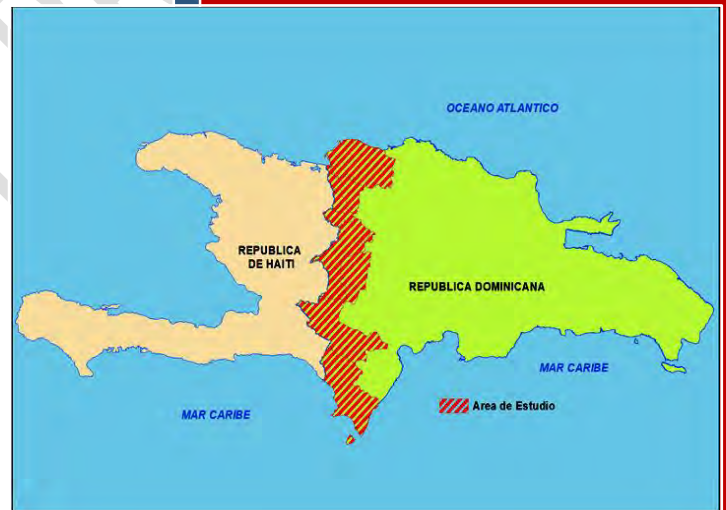 OCEANO ATLANTICO
REPUBLICA
DE HAITI
REPUBLICA DOMINICANA
MAR CARIBE
MAR CARIBE
Area de Estudio